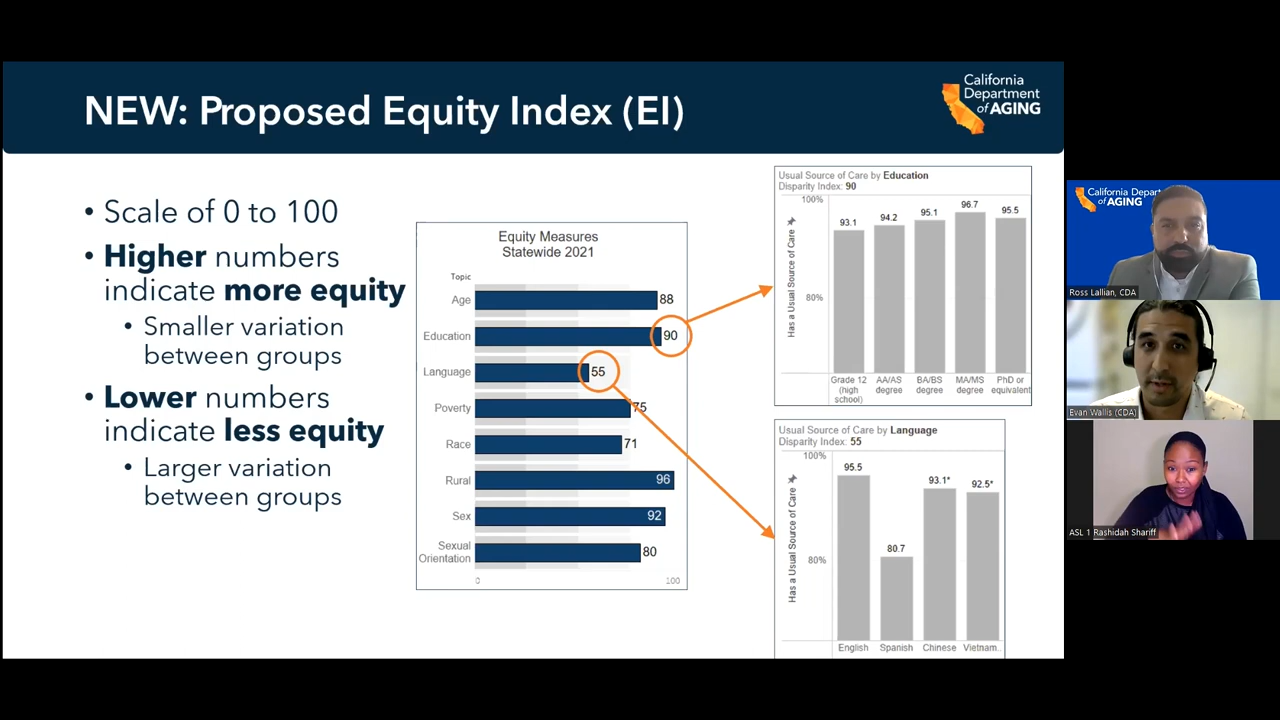 NEW: Proposed Equity Index (EI)
California
Department
of AGING
• Scale of 0 to 100
• Higher numbers
indicate more equity
• Smaller variation
between groups
• Lower numbers
indicate less equity
• Larger variation
between groups
Equity Measures
Statewide 2021
Topic
Age 88
Education 90
Language 55
Poverty 75
Race 71
Rural 96
Sex 92
Sexual
Orientation 80
0 100
Usual Source of Care by Education
Disparity Index: 90
100%
80%
Has a Usual Source of Care
93.1 94.2 95.1 96.7 95.5
Grade 12 AA/AS BA/BS MA/MS PhD or
(high degree degree degree equivalent
school)
Usual Source of Care by Language
Disparity Index: 55
100%
80%
Has a Usual Source of Care
95.5 80.7 93.1* 92.5*
English Spanish Chinese Vietnam..
California Depar
of AGING
Ross Lallian, CDA
Evan Wallis (CDA)
ASL 1 Rashidah Shariff